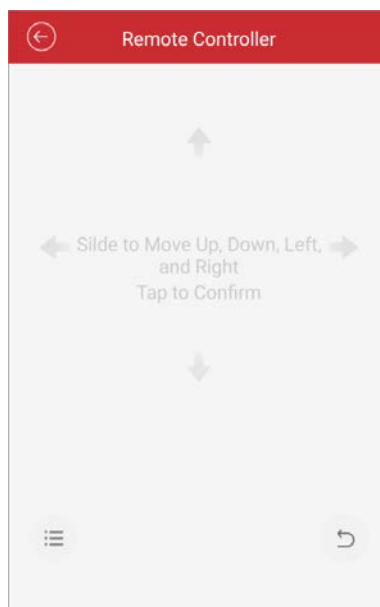 Remote Controller
Silde to Move Up, Down, Left,
and Right
Tap to Confirm